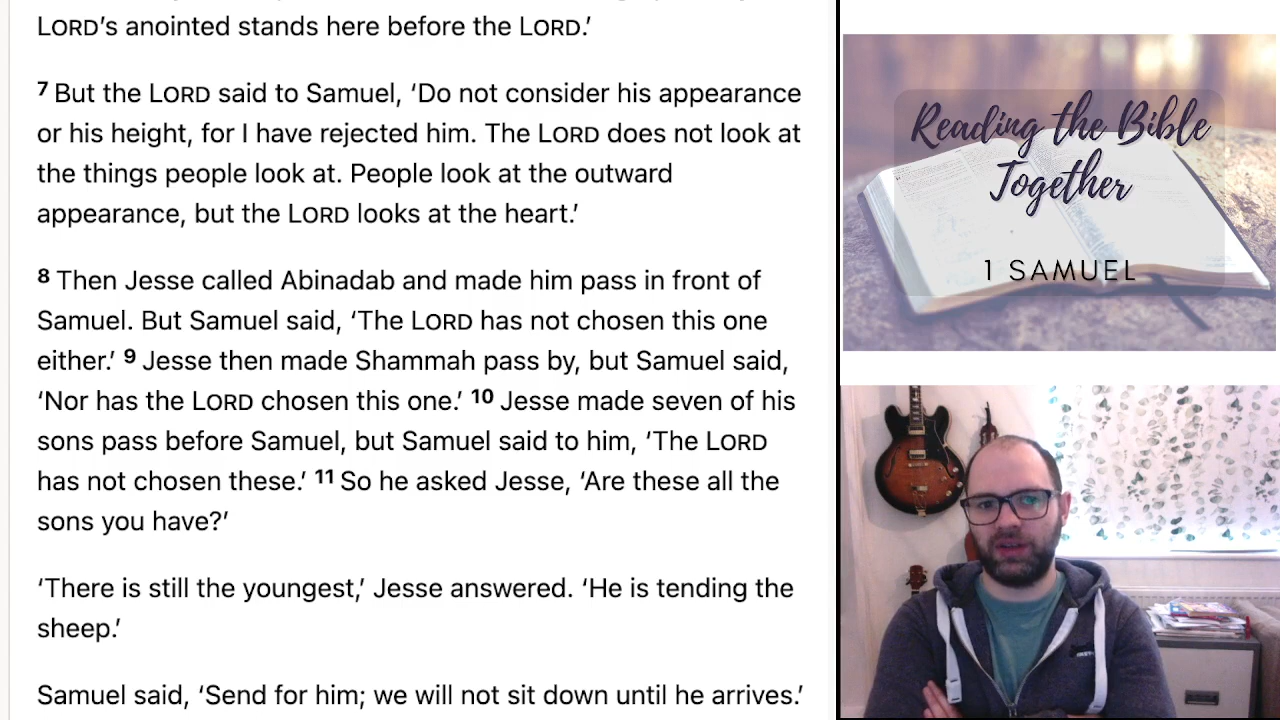 LORD’s anointed stands here before the LORD.’
7 But the LORD said to Samuel, ‘Do not consider his appearance
or his height, for I have rejected him. The LORD does not look at
the things people look at. People look at the outward
appearance, but the LORD looks at the heart.’
8 Then Jesse called Abinadab and made him pass in front of
Samuel. But Samuel said, ‘The LORD has not chosen this one
either.’ 9 Jesse then made Shammah pass by, but Samuel said,
‘Nor has the LORD chosen this one.’ 10 Jesse made seven of his
sons pass before Samuel, but Samuel said to him, ‘The LORD
has not chosen these.’ 11 So he asked Jesse, ‘Are these all the
sons you have?’
‘There is still the youngest,’ Jesse answered. ‘He is tending the
sheep.’
Samuel said, ‘Send for him; we will not sit down until he arrives.’
Reading the Bible
Together
1 SAMUEL